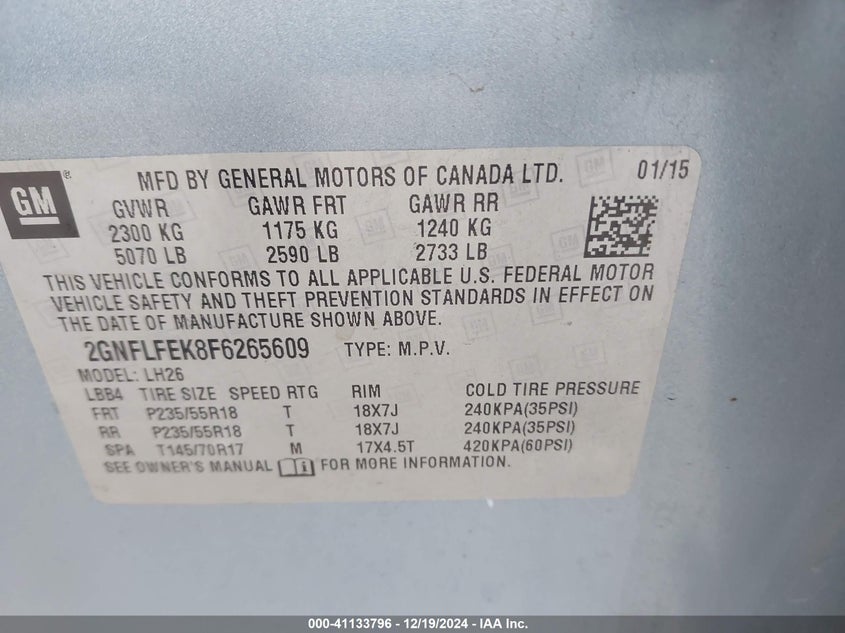 GM ® MFD BY GENERAL MOTORS OF CANADA LTD. 01/15
GVWR GAWR FRT GAWR RR
2300 KG 1175 KG 1240 KG
5070 LB 2590 LB 2733 LB
THIS VEHICLE CONFORMS TO ALL APPLICABLE U.S. FEDERAL MOTOR
VEHICLE SAFETY AND THEFT PREVENTION STANDARDS IN EFFECT ON
THE DATE OF MANUFACTURE SHOWN ABOVE.
2GNFLFEK8F6265609 TYPE: M.P.V.
MODEL: LH26
LBB4 TIRE SIZE SPEED RTG RIM COLD TIRE PRESSURE
FRT P235/55R18 T 18X7J 240KPA(35PSI)
RR P235/55R18 T 18X7J 240KPA(35PSI)
SPA T145/70R17 M 17X4.5T 420KPA(60PSI)
SEE OWNER'S MANUAL FOR MORE INFORMATION.
000-41133796 - 12/19/2024 - IAA Inc.